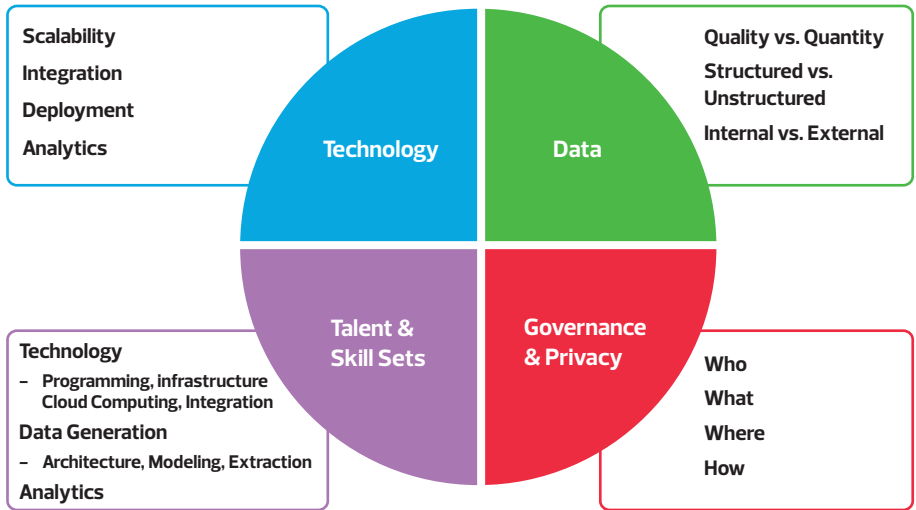 Scalability
Integration
Deployment
Analytics
Technology
Data
Quality vs. Quantity
Structured vs.
Unstructured
Internal vs. External
Talent &
Skill Sets
Governance
& Privacy
Technology
– Programming, infrastructure
Cloud Computing, Integration
Data Generation
– Architecture, Modeling, Extraction
Analytics
Who
What
Where
How